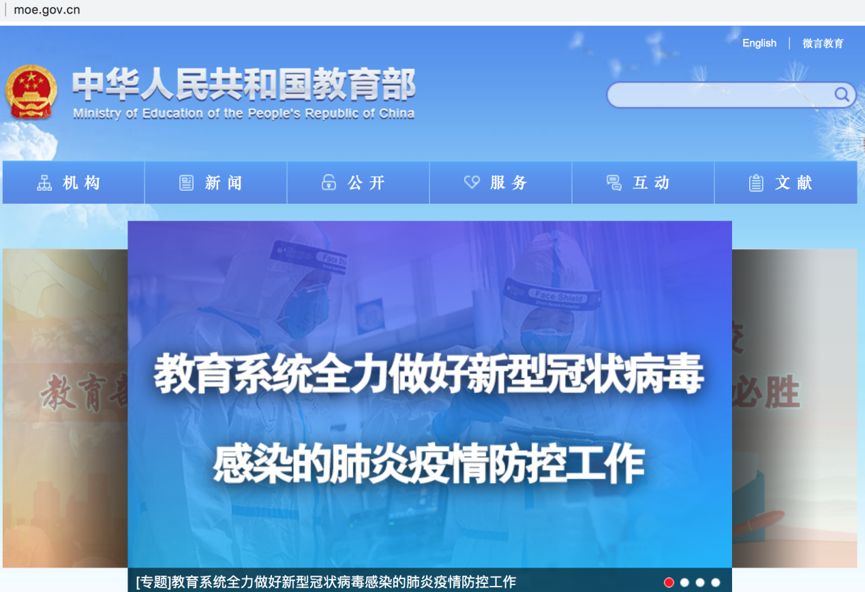 moe.gov.cn
English | 微言教育
中华人民共和国教育部
Ministry of Education of the People's Republic of China
机构 新闻 公开 服务 互动 文献
Face Shield
教育系统全力做好新型冠状病毒
感染的肺炎疫情防控工作
教育部
必胜
[专题]教育系统全力做好新型冠状病毒感染的肺炎疫情防控工作